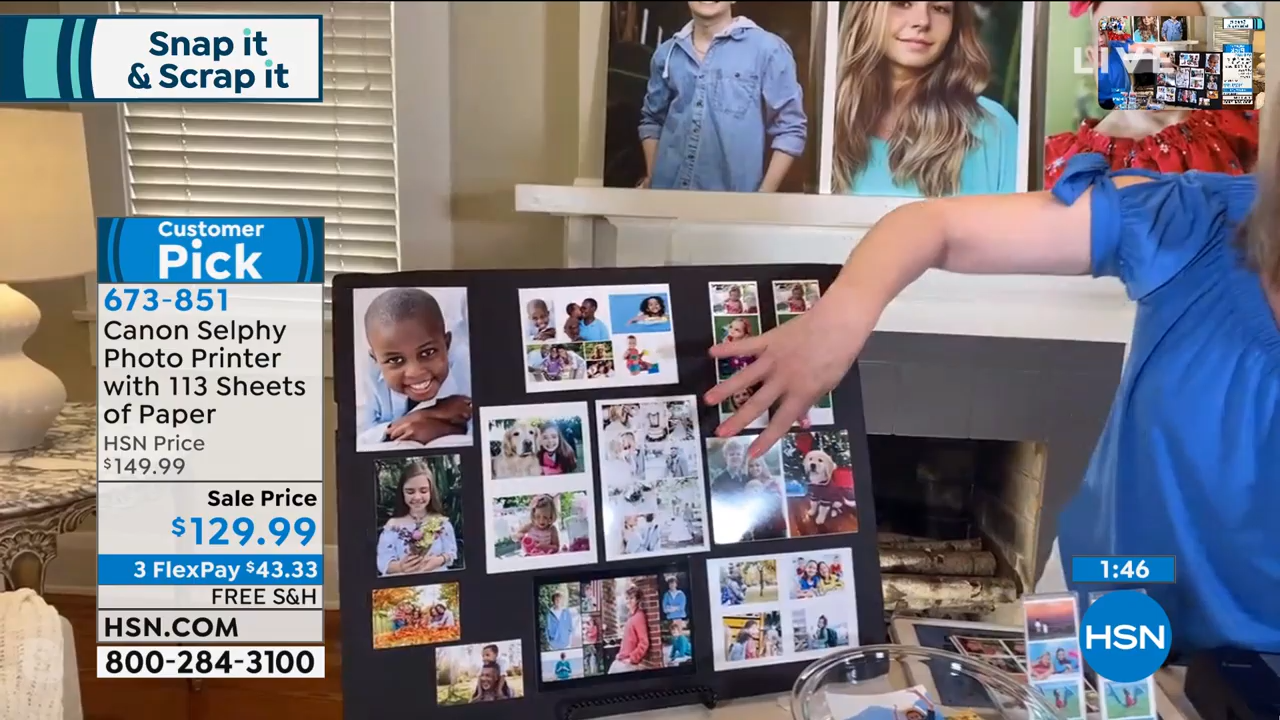 Snap it
& Scrap it
LIVE
Customer
Pick
673-851
Canon Selphy
Photo Printer
with 113 Sheets
of Paper
HSN Price
$149.99
Sale Price
$129.99
3 FlexPay $43.33
FREE S&H
HSN.COM
800-284-3100
1:46
HSN